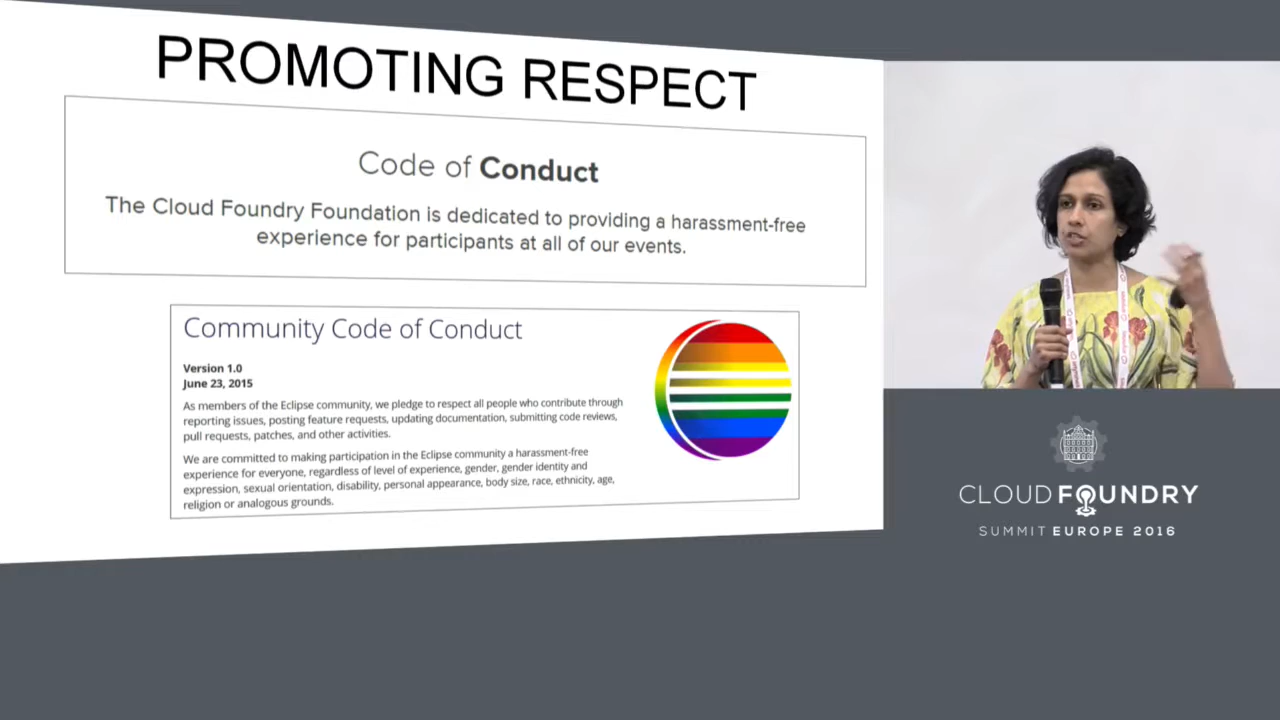 PROMOTING RESPECT
Code of Conduct
The Cloud Foundry Foundation is dedicated to providing a harassment-free
experience for participants at all of our events.
Community Code of Conduct
Version 1.0
June 23, 2015
As members of the Eclipse community, we pledge to respect all people who contribute through
reporting issues, posting feature requests, updating documentation, submitting code reviews,
pull requests, patches, and other activities.
We are committed to making participation in the Eclipse community a harassment-free
experience for everyone, regardless of level of experience, gender, gender identity and
expression, sexual orientation, disability, personal appearance, body size, race, ethnicity, age,
religion or analogous grounds.
CLOUD FOUNDRY
SUMMIT EUROPE 2016